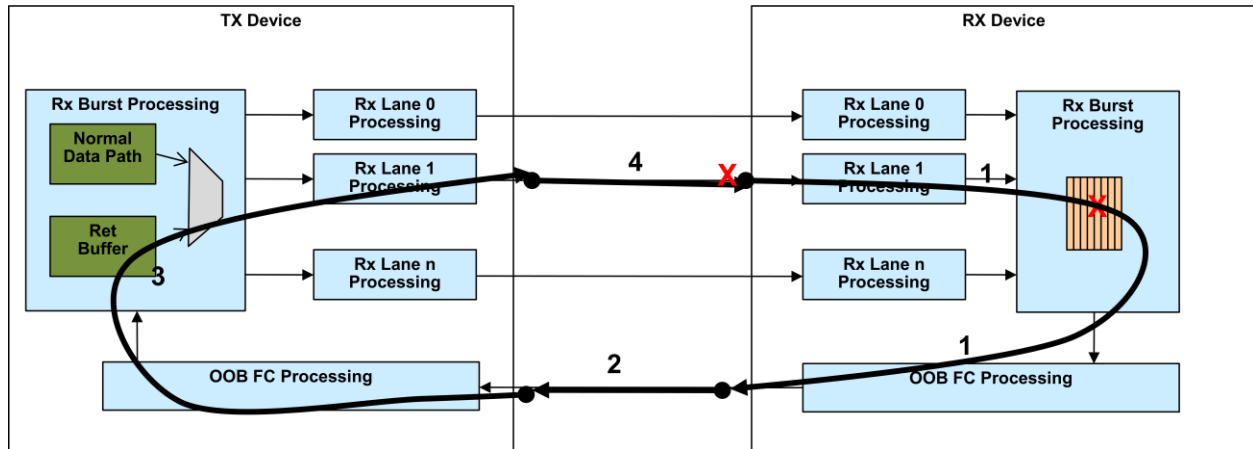 TX Device
RX Device
Rx Burst Processing
Normal
Data Path
Ret
Buffer
3
Rx Lane 0
Processing
Rx Lane 1
Processing
Rx Lane n
Processing
OOB FC Processing
4
X
2
Rx Lane 0
Processing
Rx Lane 1
Processing
Rx Lane n
Processing
1
Rx Burst
Processing
X
1
OOB FC Processing